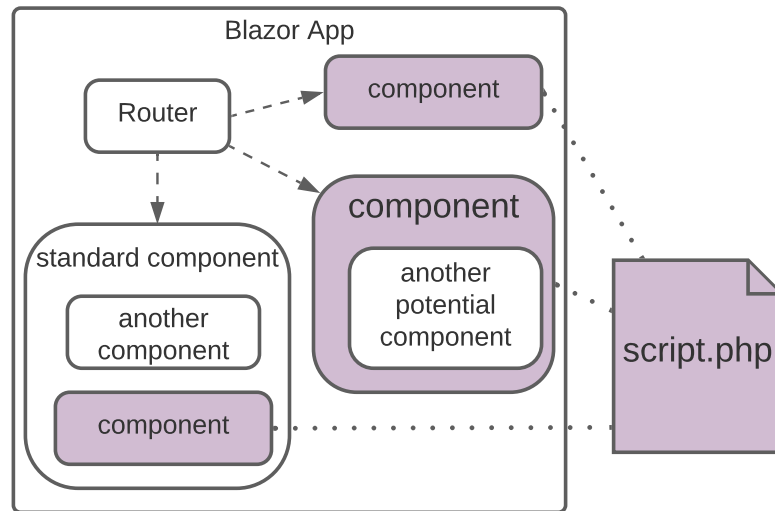 Blazor App
component
Router
component
another
potential
component
standard component
another
component
component
script.php